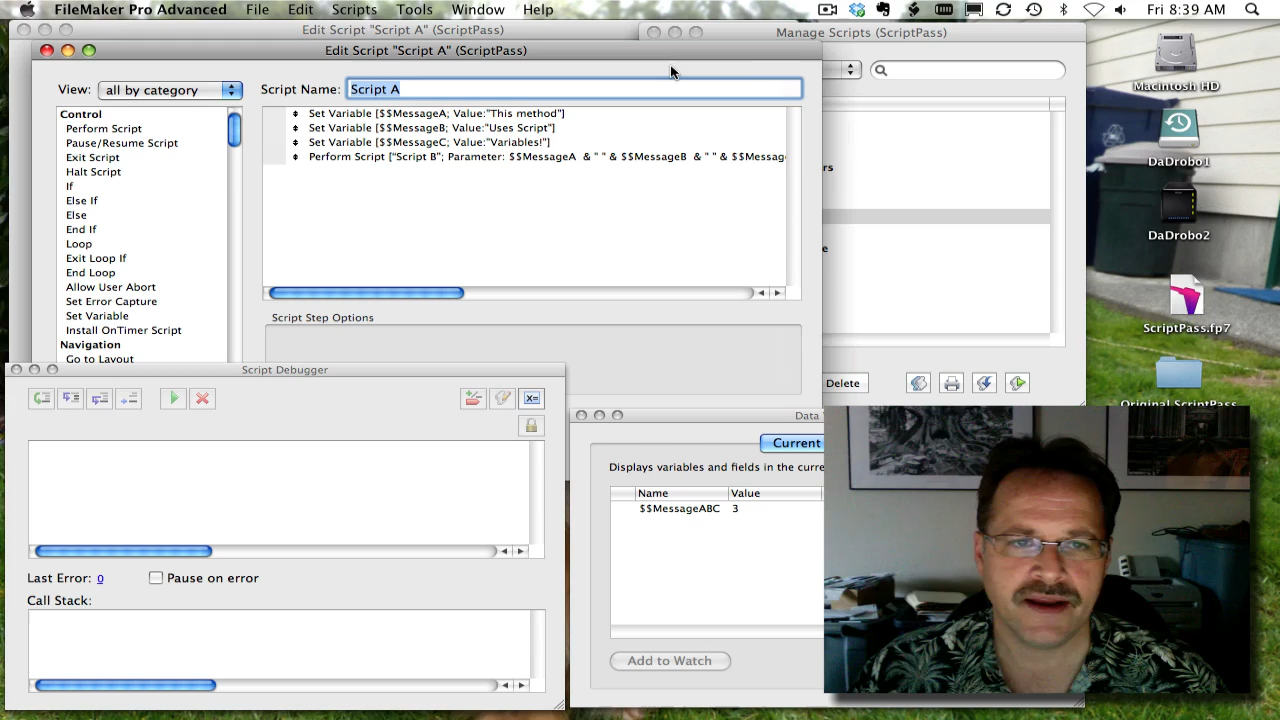 FileMaker Pro Advanced File Edit Scripts Tools Window Help Fri 8:39 AM
Edit Script "Script A" (ScriptPass)
Manage Scripts (ScriptPass)
Edit Script "Script A" (ScriptPass)
View: all by category
Script Name: Script A
Control
Perform Script
Pause/Resume Script
Exit Script
Halt Script
If
Else If
Else
End If
Loop
Exit Loop If
End Loop
Allow User Abort
Set Error Capture
Set Variable
Install OnTimer Script
Navigation
Go to Layout
Set Variable [$$MessageA; Value:"This method"]
Set Variable [$$MessageB; Value:"Uses Script"]
Set Variable [$$MessageC; Value:"Variables!"]
Perform Script ["Script B"; Parameter: $$MessageA & " " & $$MessageB & " " & $$Messag
Script Step Options
rs
e
Delete
Macintosh HD
DaDrobo1
DaDrobo2
ScriptPass.fp7
Original ScriptPass
Script Debugger
x=
Last Error: 0
Pause on error
Call Stack:
Data
Current
Displays variables and fields in the curre
Name Value
$$MessageABC 3
Add to Watch